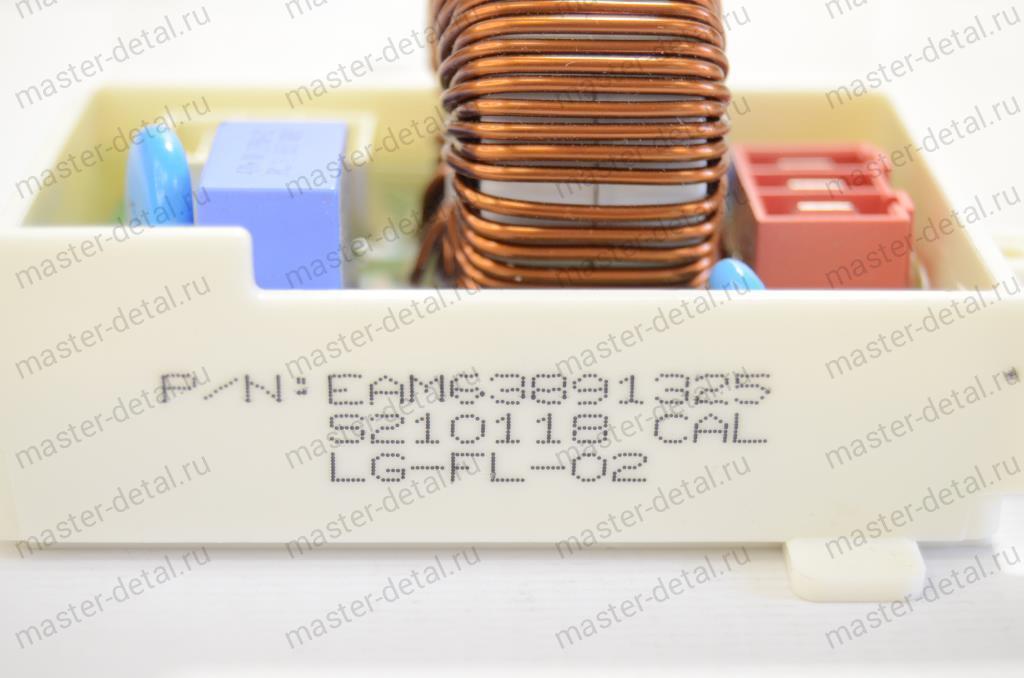 P/N: EAM63891325
S210118 CAL
LG-FL-02
master-detal.ru